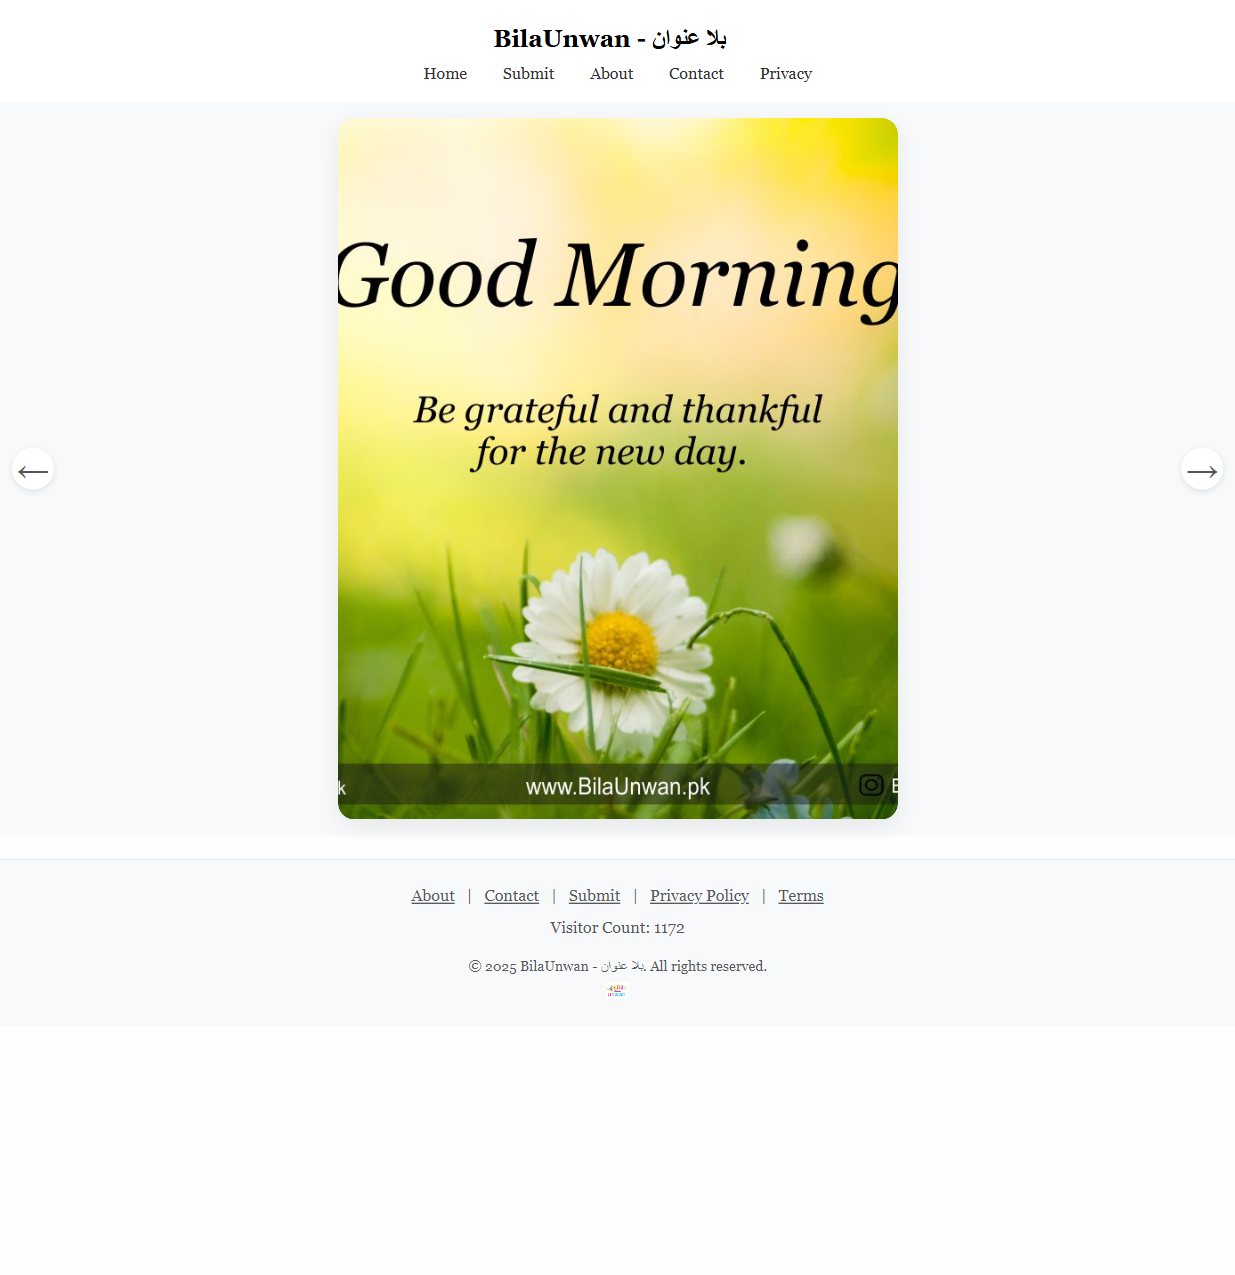 BilaUnwan - بلا عنوان
Home Submit About Contact Privacy
Good Morning
Be grateful and thankful
for the new day.
←
→
k www.BilaUnwan.pk
About | Contact | Submit | Privacy Policy | Terms
Visitor Count: 1172
© 2025 BilaUnwan - بلا عنوان. All rights reserved.